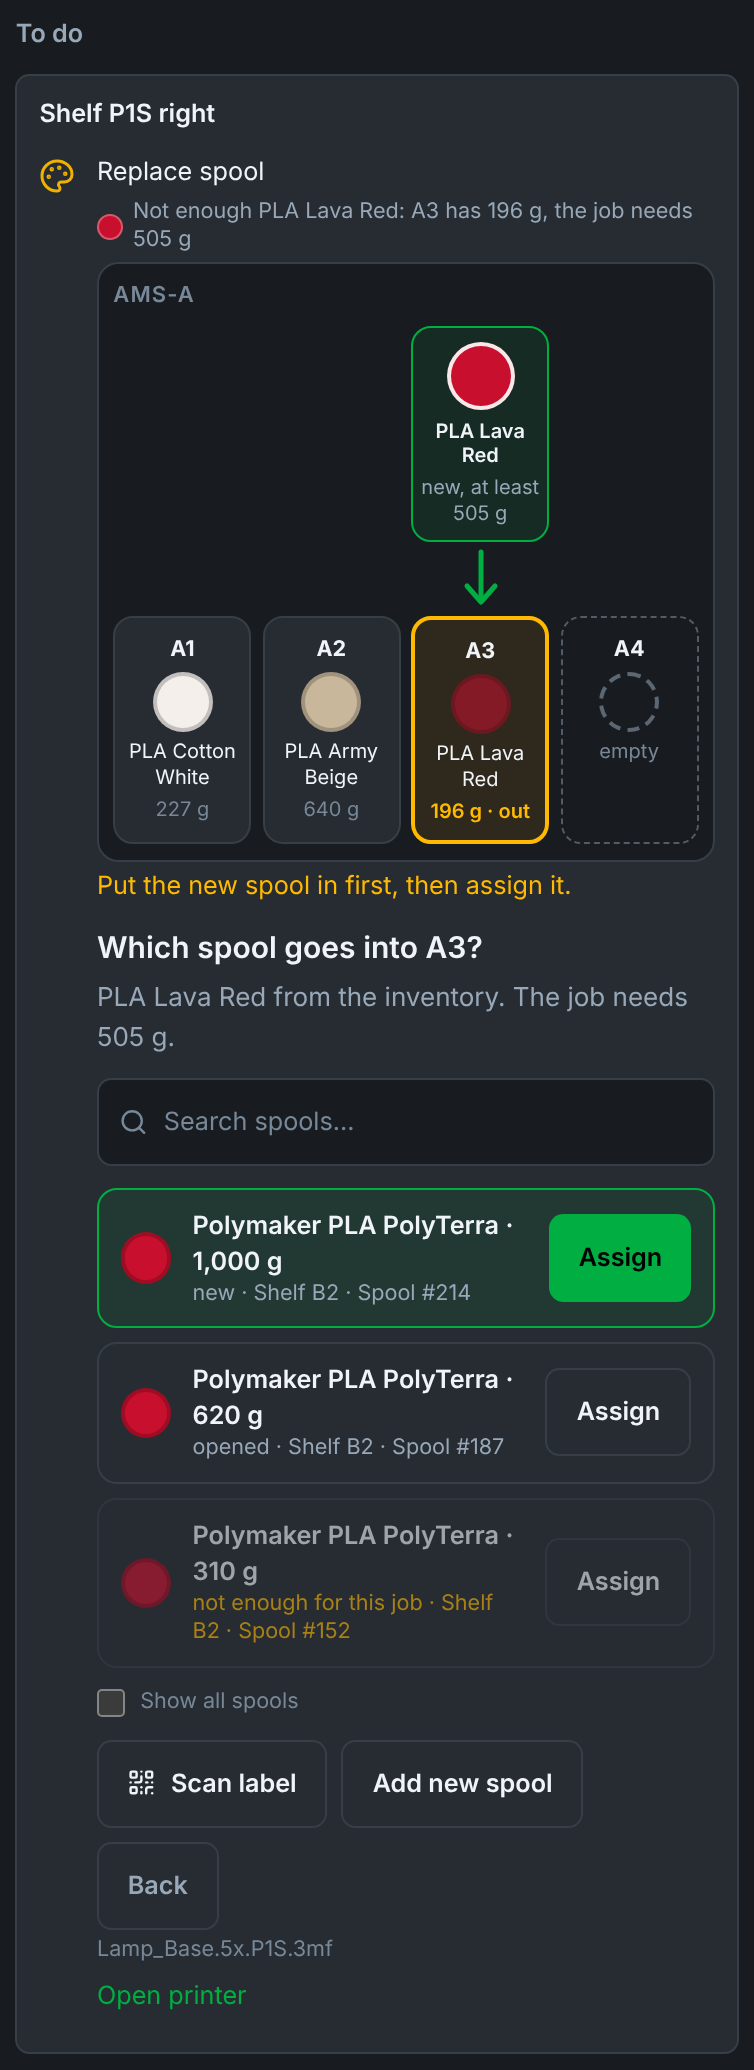 To do
Shelf P1S right
Replace spool
Not enough PLA Lava Red: A3 has 196 g, the job needs
505 g
AMS-A
PLA Lava
Red
new, at least
505 g
A1
PLA Cotton
White
227 g
A2
PLA Army
Beige
640 g
A3
PLA Lava
Red
196 g · out
A4
empty
Put the new spool in first, then assign it.
Which spool goes into A3?
PLA Lava Red from the inventory. The job needs
505 g.
Search spools...
Polymaker PLA PolyTerra ·
1,000 g
new · Shelf B2 · Spool #214
Assign
Polymaker PLA PolyTerra ·
620 g
opened · Shelf B2 · Spool #187
Assign
Polymaker PLA PolyTerra ·
310 g
not enough for this job · Shelf
B2 · Spool #152
Assign
Show all spools
Scan label
Add new spool
Back
Lamp_Base.5x.P1S.3mf
Open printer